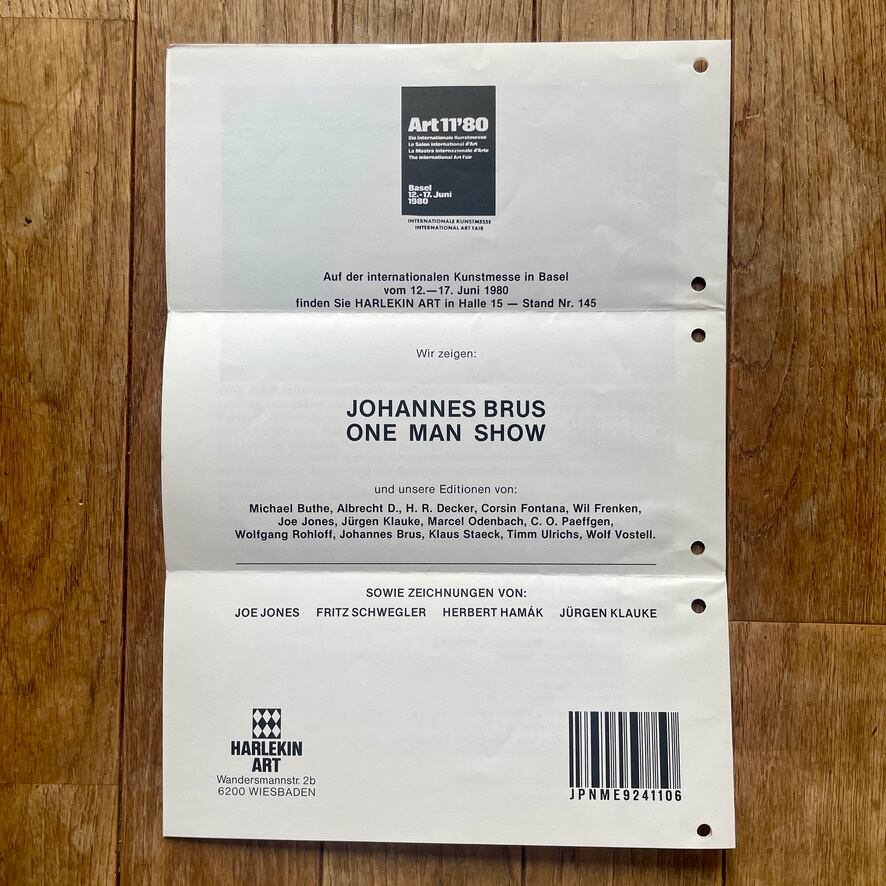 Art 11'80
Die Internationale Kunstmesse
Le Salon international d'Art
La Mostra internazionale d'Arte
The International Art Fair
Basel
12.-17. Juni
1980
INTERNATIONALE KUNSTMESSE
INTERNATIONAL ART FAIR
Auf der internationalen Kunstmesse in Basel
vom 12.—17. Juni 1980
finden Sie HARLEKIN ART in Halle 15 — Stand Nr. 145
Wir zeigen:
JOHANNES BRUS
ONE MAN SHOW
und unsere Editionen von:
Michael Buthe, Albrecht D., H. R. Decker, Corsin Fontana, Wil Frenken,
Joe Jones, Jürgen Klauke, Marcel Odenbach, C. O. Paeffgen,
Wolfgang Rohloff, Johannes Brus, Klaus Staeck, Timm Ulrichs, Wolf Vostell.
SOWIE ZEICHNUNGEN VON:
JOE JONES FRITZ SCHWEGLER HERBERT HAMÁK JÜRGEN KLAUKE
HARLEKIN
ART
Wandersmannstr. 2b
6200 WIESBADEN
JPNME9241106